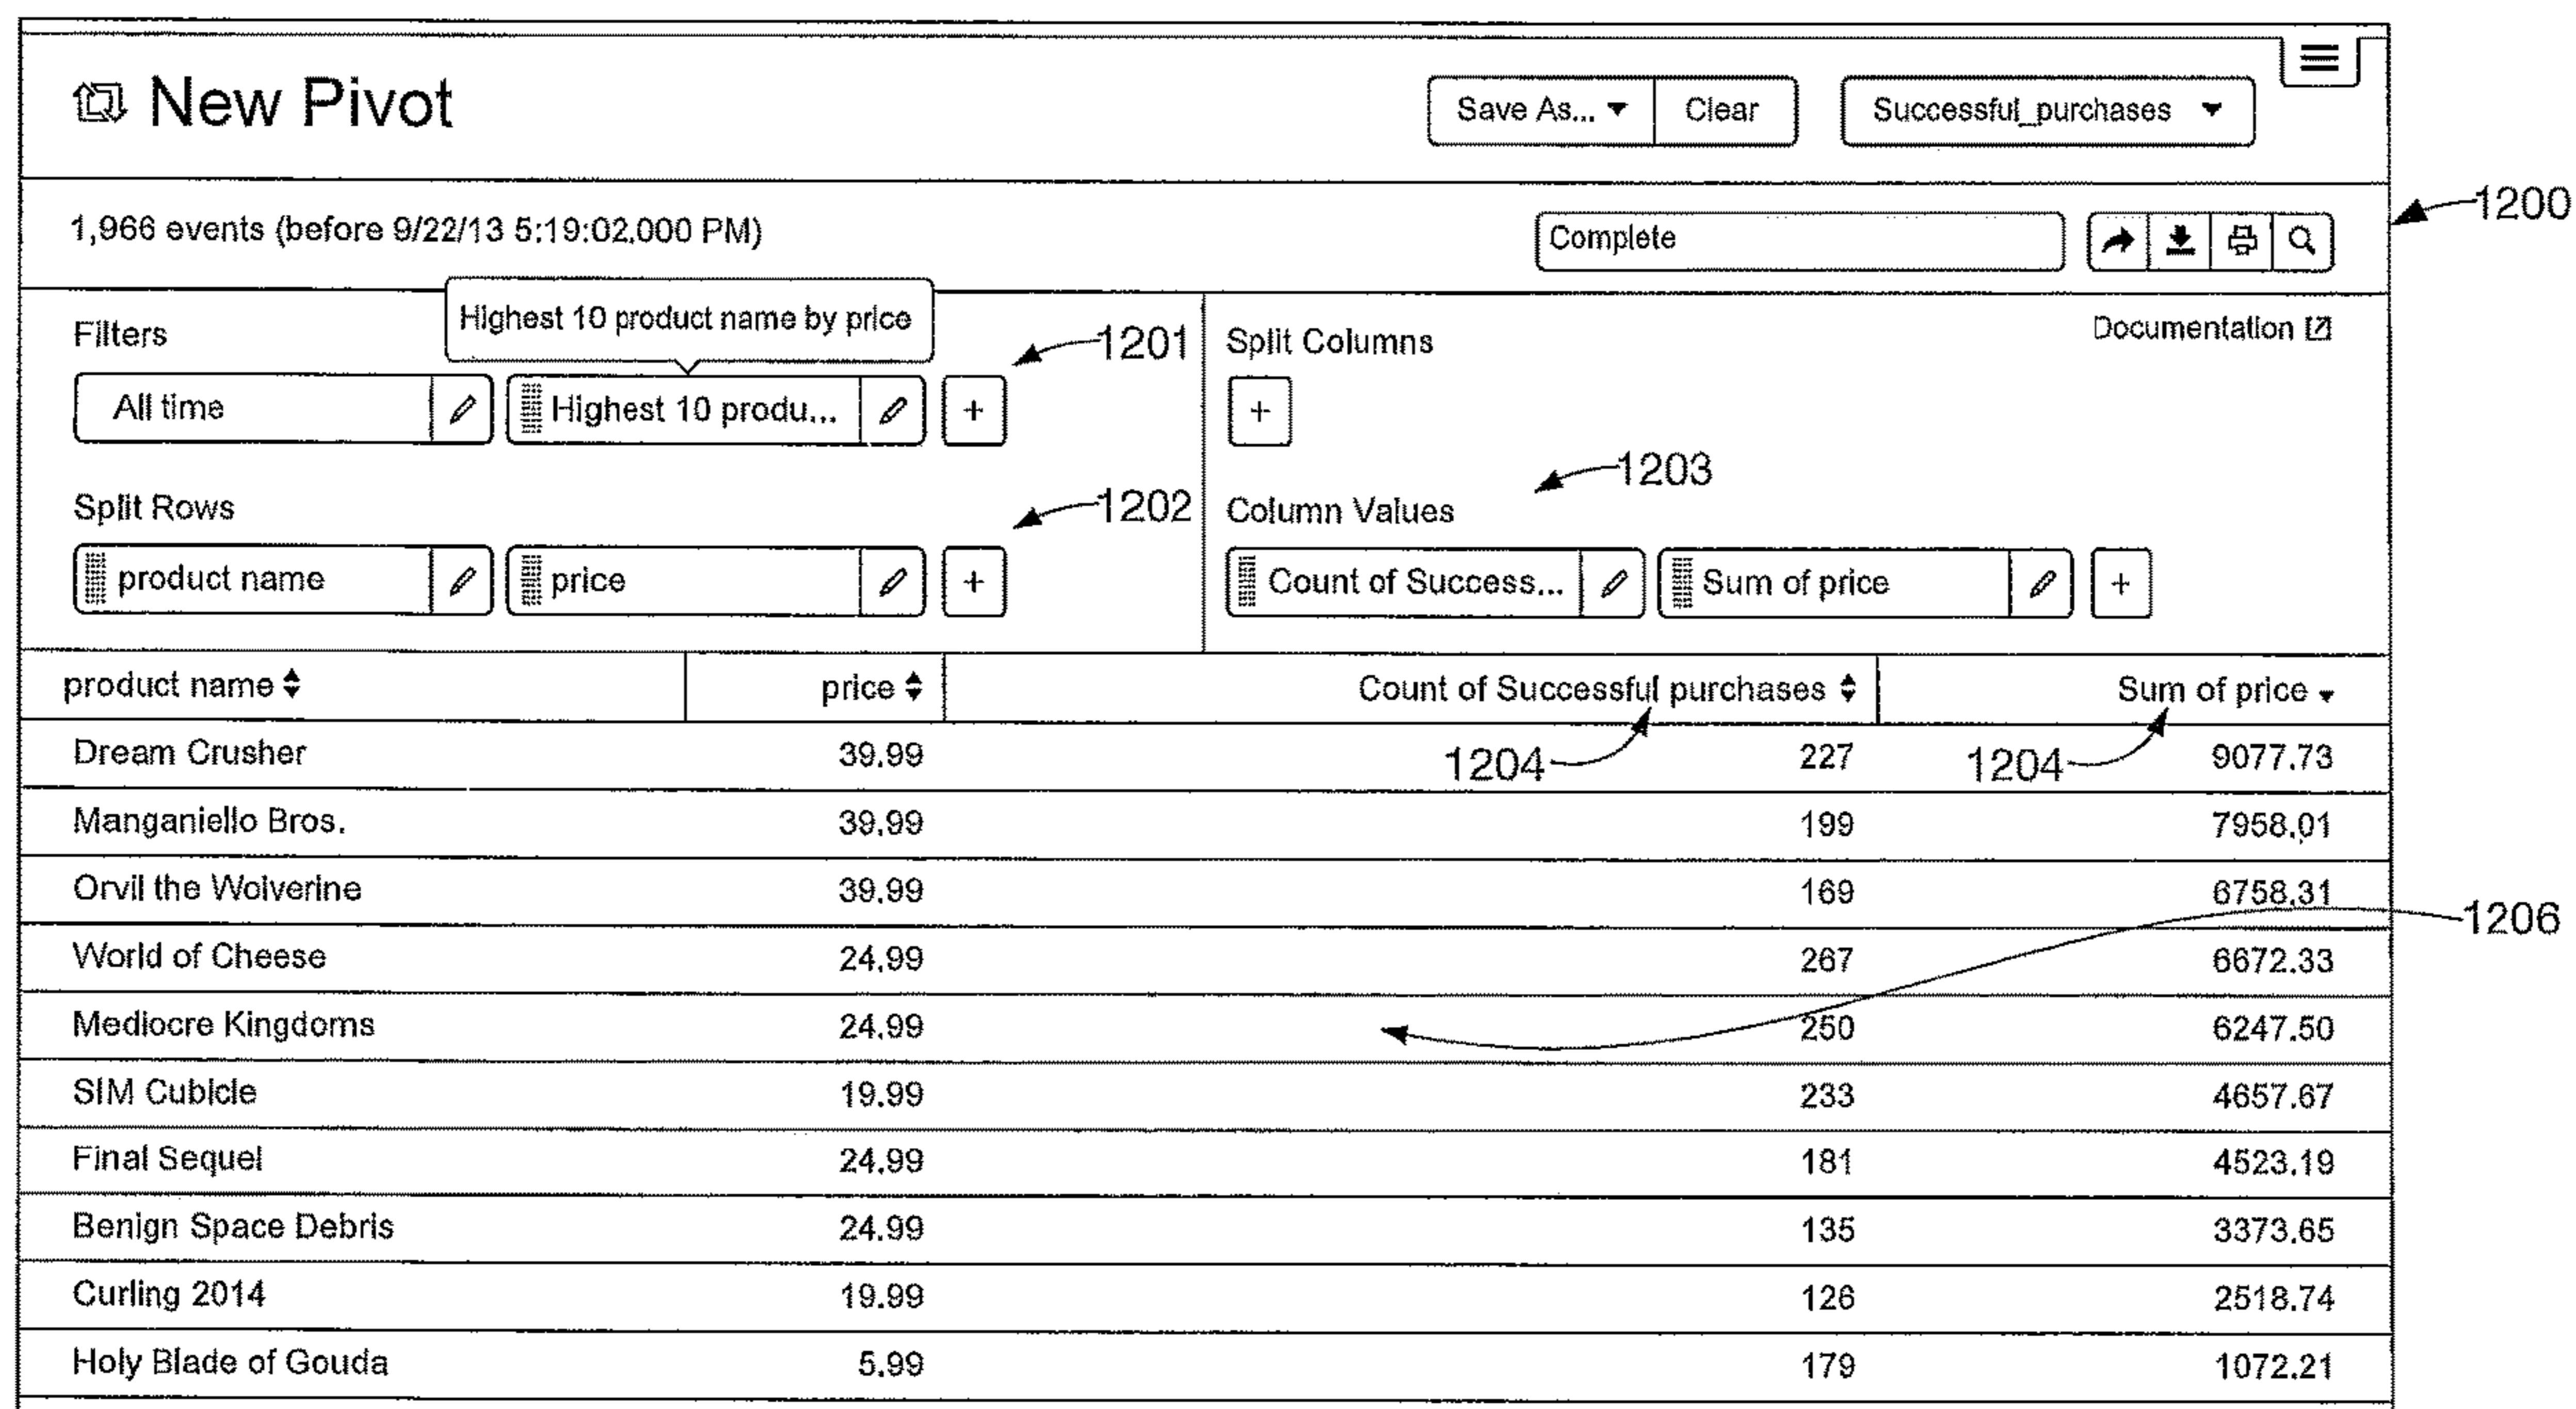 New Pivot
Save As... Clear Successful_purchases
1,966 events (before 9/22/13 5:19:02.000 PM)
Complete
1200
Highest 10 product name by price
Filters
1201
Split Columns
Documentation
All time
Highest 10 produ...
+
+
Split Rows
1202
1203
Column Values
product name
price
+
Count of Success...
Sum of price
+
product name price Count of Successful purchases Sum of price
Dream Crusher 39.99 1204 227 1204 9077.73
Manganiello Bros. 39.99 199 7958.01
Orvil the Wolverine 39.99 169 6758.31
1206
World of Cheese 24.99 267 6672.33
Mediocre Kingdoms 24.99 250 6247.50
SIM Cubicle 19.99 233 4657.67
Final Sequel 24.99 181 4523.19
Benign Space Debris 24.99 135 3373.65
Curling 2014 19.99 126 2518.74
Holy Blade of Gouda 5.99 179 1072.21